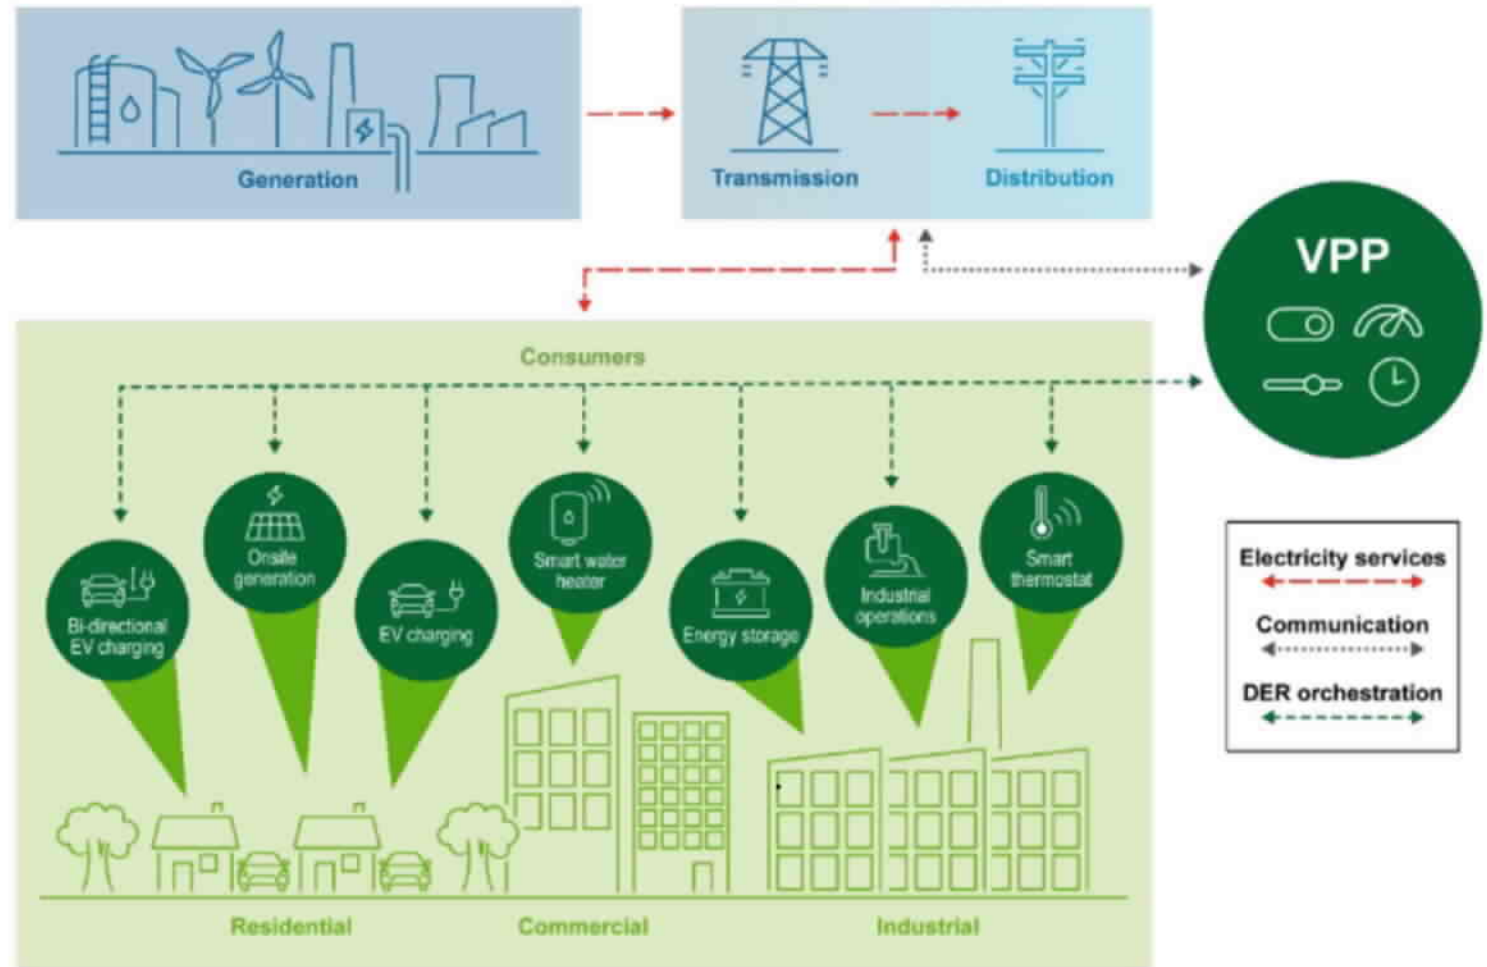 Generation
Transmission
Distribution
VPP
Consumers
Bi-directional
EV charging
Onsite
generation
EV charging
Smart water
heater
Energy storage
Industrial
operations
Smart
thermostat
Electricity services
Communication
DER orchestration
Residential
Commercial
Industrial